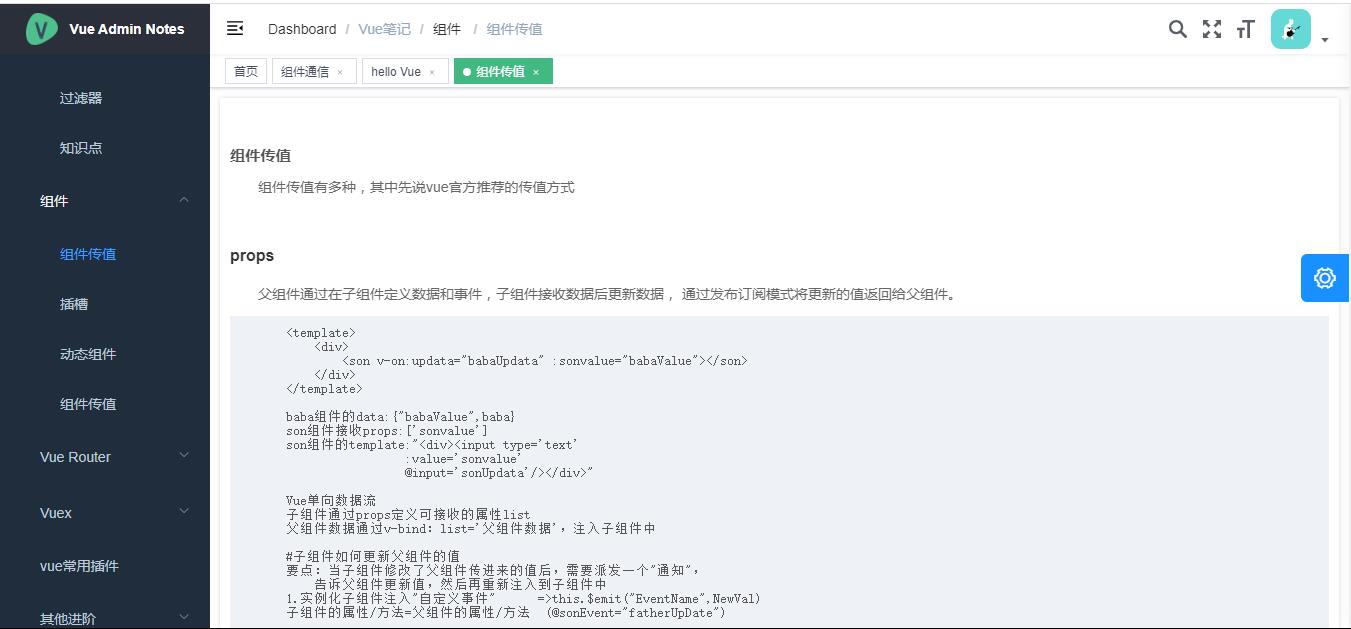 Vue Admin Notes
过滤器
知识点
组件
组件传值
插槽
动态组件
组件传值
Vue Router
Vuex
vue常用插件
其他进阶
Dashboard / Vue笔记 / 组件 / 组件传值
首页 组件通信 × hello Vue × 组件传值 ×
组件传值
组件传值有多种，其中先说vue官方推荐的传值方式
props
父组件通过在子组件定义数据和事件，子组件接收数据后更新数据， 通过发布订阅模式将更新的值返回给父组件。
<template>
    <div>
        <son v-on:updata="babaUpdata" :sonvalue="babaValue"></son>
    </div>
</template>
baba组件的data:{"babaValue",baba}
son组件接收props:['sonvalue']
son组件的template:"<div><input type='text'
                 :value='sonvalue'
                 @input='sonUpdata'/></div>"
Vue单向数据流
子组件通过props定义可接收的属性list
父组件数据通过v-bind：list='父组件数据'，注入子组件中
#子组件如何更新父组件的值
要点：当子组件修改了父组件传进来的值后，需要派发一个"通知"，
    告诉父组件更新值，然后再重新注入到子组件中
1.实例化子组件注入"自定义事件"      =>this.$emit("EventName",NewVal)
子组件的属性/方法=父组件的属性/方法  (@sonEvent="fatherUpDate")